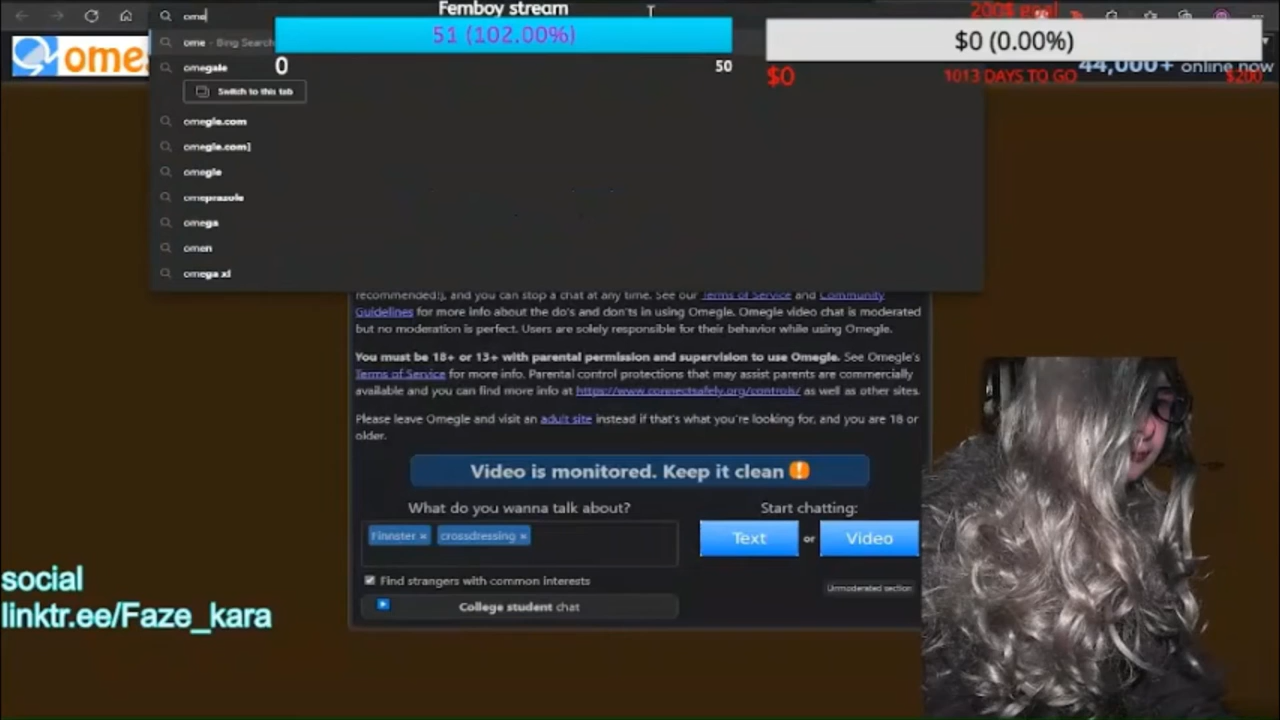 ome
Femboy stream
200$ goal
ome - Bing Search
51 (102.00%)
$0 (0.00%)
ome
omegale
0
50
$0
1013 DAYS TO GO
$200
44,000+ online now
Switch to this tab
omegle.com
omegle.com]
omegle
omeprazole
omega
omen
omega xl
recommended!), and you can stop a chat at any time. See our Terms of Service and Community
Guidelines for more info about the do's and don'ts in using Omegle. Omegle video chat is moderated
but no moderation is perfect. Users are solely responsible for their behavior while using Omegle.
You must be 18+ or 13+ with parental permission and supervision to use Omegle. See Omegle's
Terms of Service for more info. Parental control protections that may assist parents are commercially
available and you can find more info at https://www.connectsafely.org/controls/ as well as other sites.
Please leave Omegle and visit an adult site instead if that's what you're looking for, and you are 18 or
older.
Video is monitored. Keep it clean
What do you wanna talk about?
Start chatting:
Finnster × crossdressing ×
Text or Video
Find strangers with common interests
Unmoderated section
College student chat
social
linktr.ee/Faze_kara